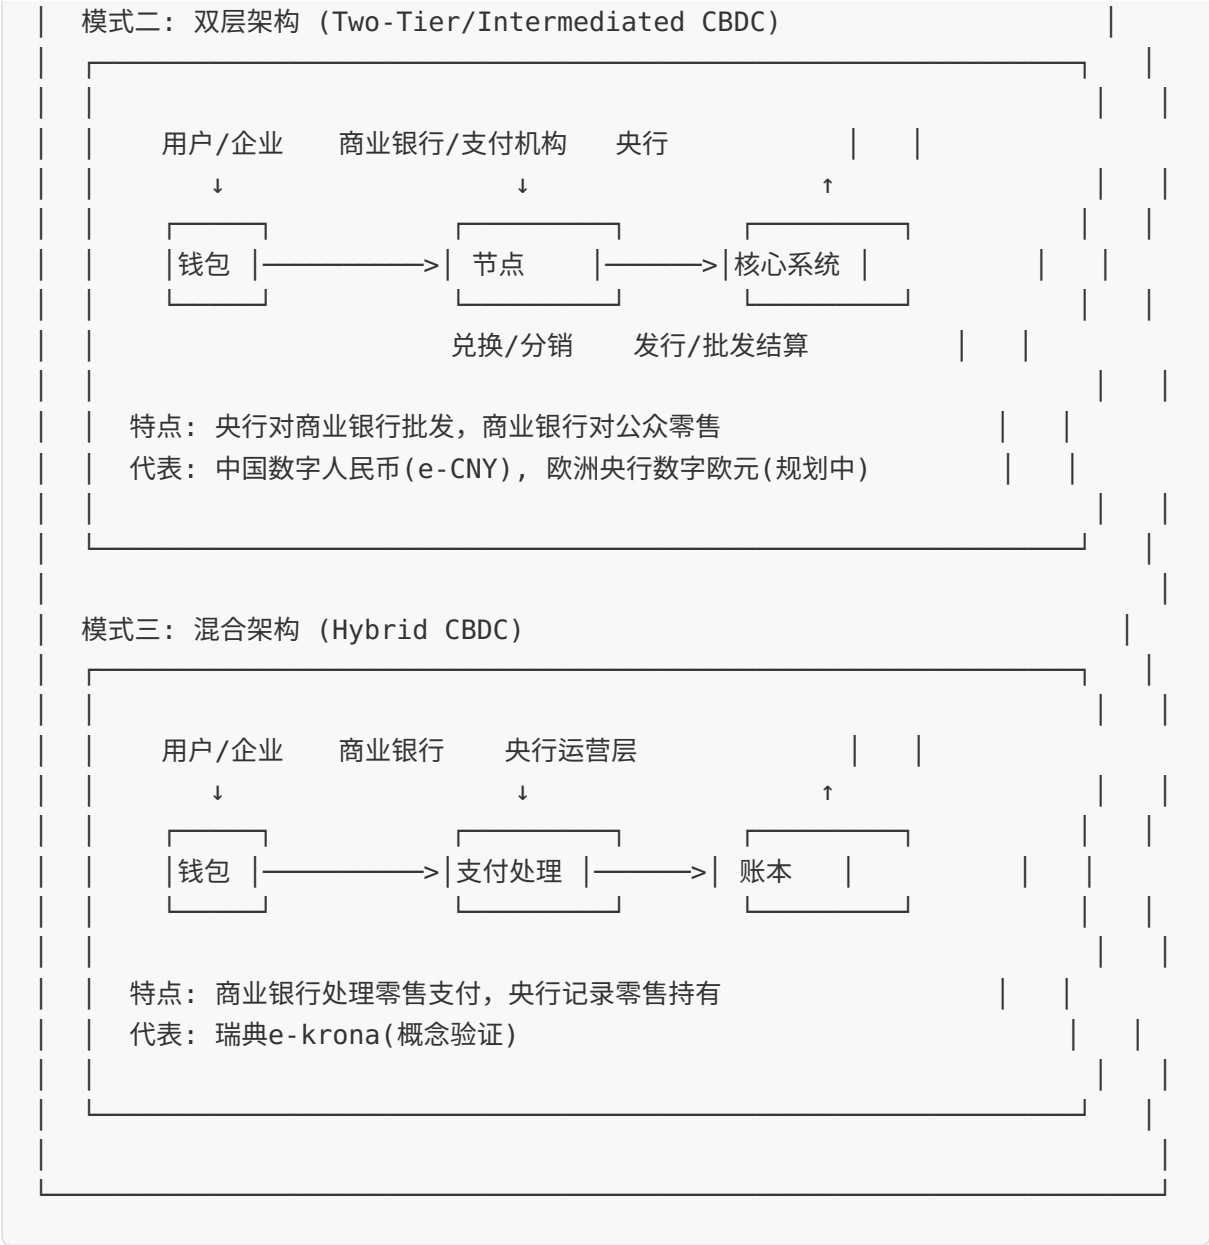 模式二: 双层架构 (Two-Tier/Intermediated CBDC)
用户/企业 商业银行/支付机构 央行
↓ ↓ ↑
钱包 ─────> 节点 ────> 核心系统
兑换/分销 发行/批发结算
特点: 央行对商业银行批发，商业银行对公众零售
代表: 中国数字人民币(e-CNY), 欧洲央行数字欧元(规划中)
模式三: 混合架构 (Hybrid CBDC)
用户/企业 商业银行 央行运营层
↓ ↓ ↑
钱包 ─────> 支付处理 ────> 账本
特点: 商业银行处理零售支付，央行记录零售持有
代表: 瑞典e-krona(概念验证)